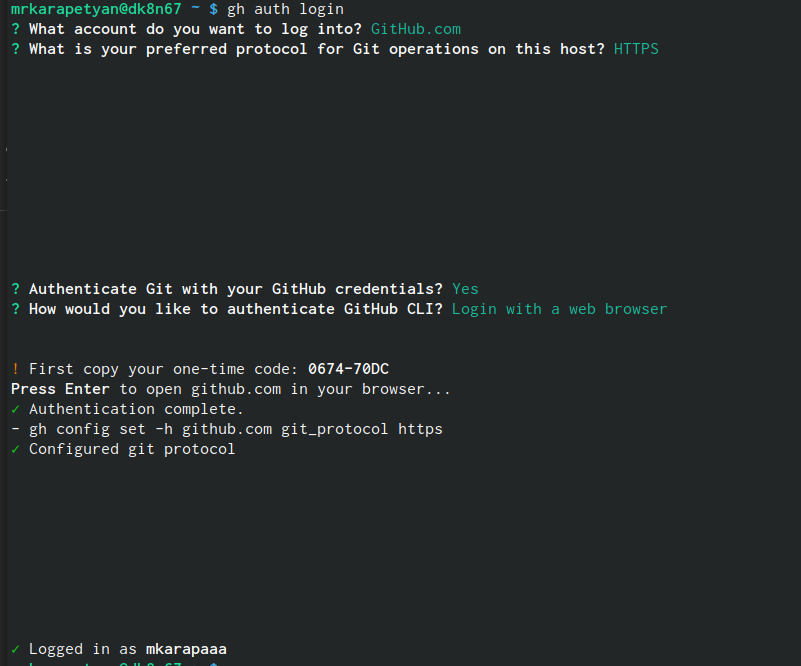 mrkarapetyan@dk8n67 ~ $ gh auth login
? What account do you want to log into? GitHub.com
? What is your preferred protocol for Git operations on this host? HTTPS
? Authenticate Git with your GitHub credentials? Yes
? How would you like to authenticate GitHub CLI? Login with a web browser
! First copy your one-time code: 0674-70DC
Press Enter to open github.com in your browser...
✓ Authentication complete.
- gh config set -h github.com git_protocol https
✓ Configured git protocol
✓ Logged in as mkarapaaa